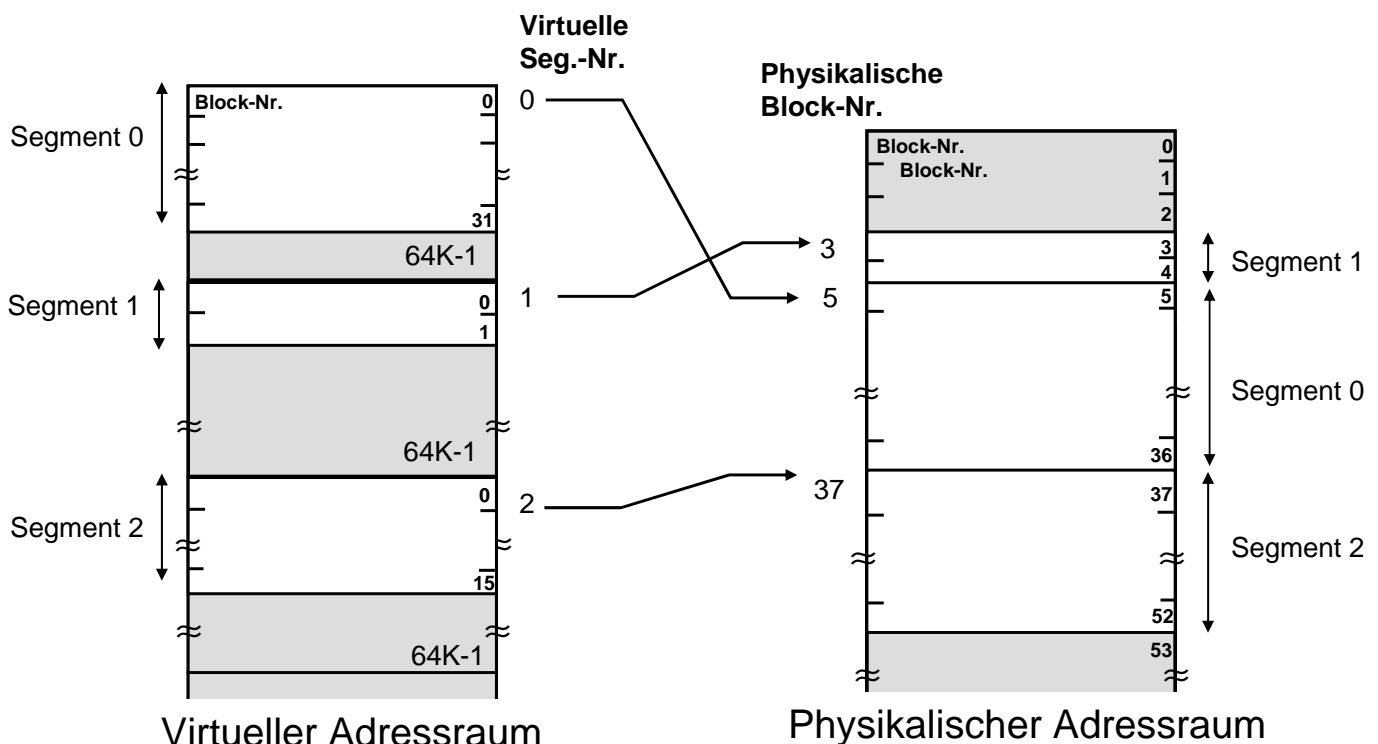 Virtuelle
Seg.-Nr.
Physikalische
Block-Nr.
Segment 0
Block-Nr.
0
31
64K-1
Segment 1
0
1
64K-1
Segment 2
0
15
64K-1
0
1
2
3
5
37
Block-Nr.
Block-Nr.
0
1
2
3
4
5
36
37
52
53
Segment 1
Segment 0
Segment 2
Virtueller Adressraum
Physikalischer Adressraum